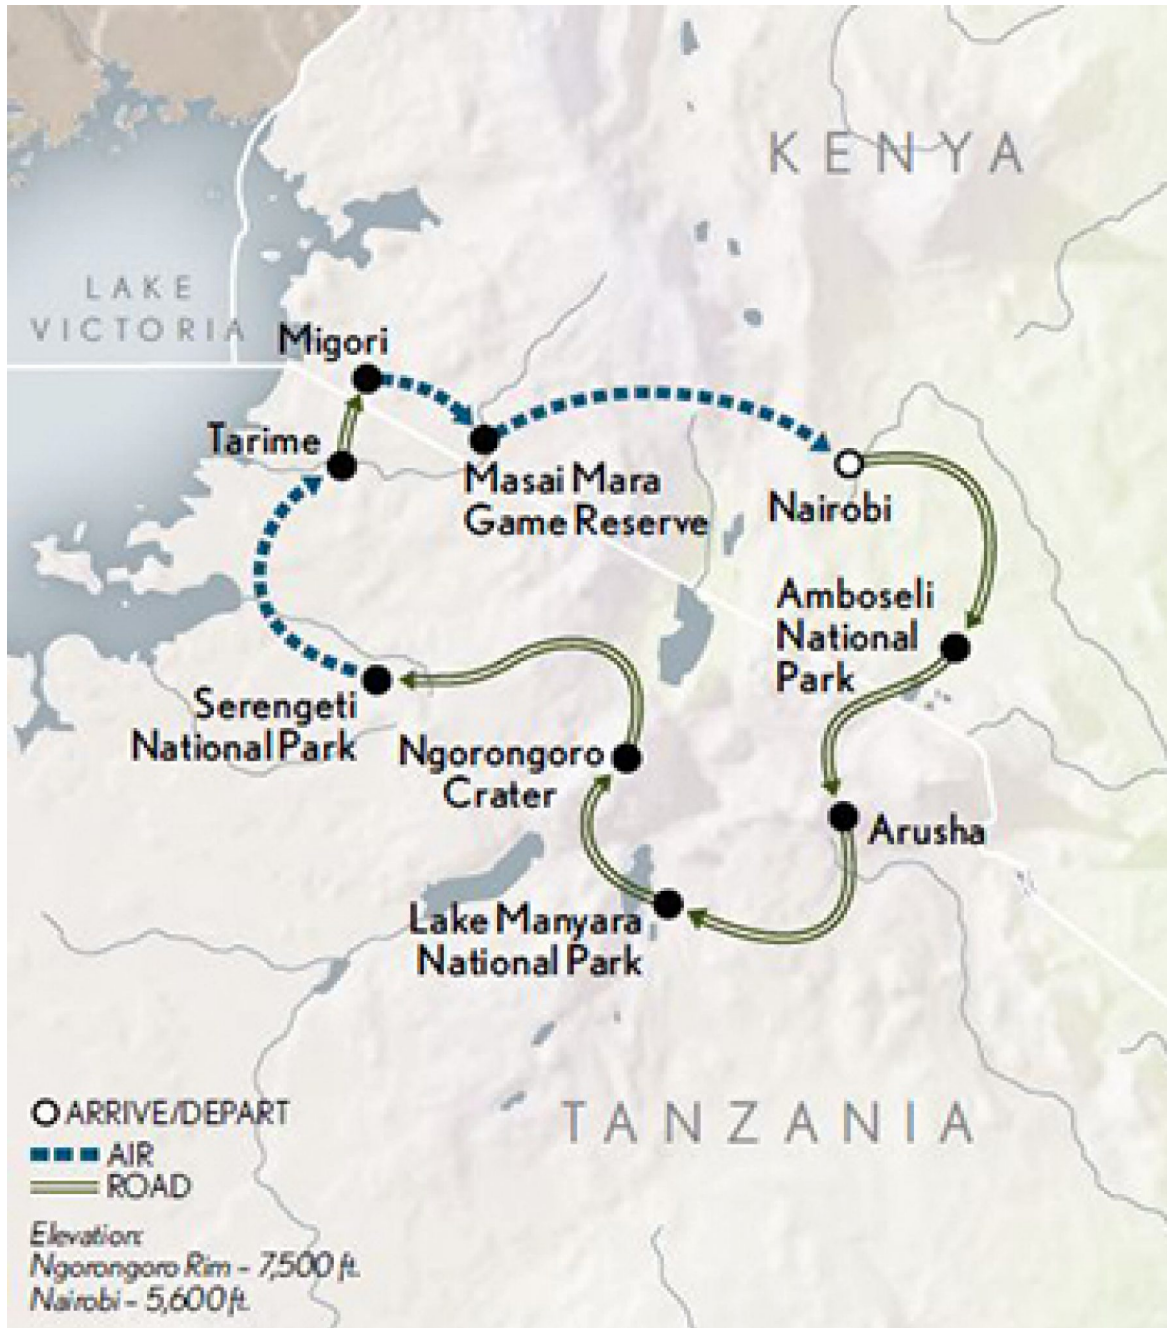 KENYA
LAKE
VICTORIA
Migori
Tarime
Masai Mara
Game Reserve
Nairobi
Amboseli
National
Park
Serengeti
National Park
Ngorongoro
Crater
Arusha
Lake Manyara
National Park
TANZANIA
ARRIVE/DEPART
AIR
ROAD
Elevation:
Ngorongoro Rim – 7,500 ft.
Nairobi – 5,600 ft.